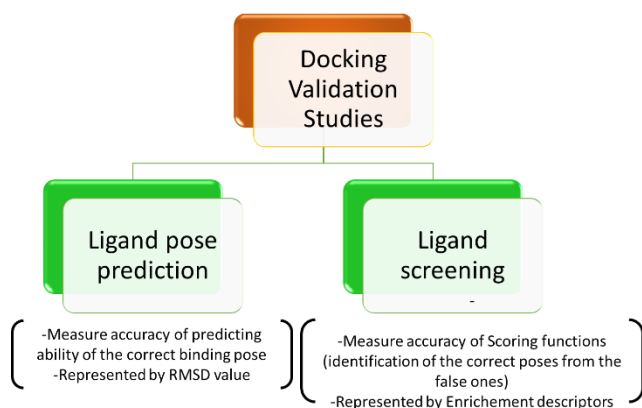 Docking
Validation
Studies
Ligand pose
prediction
-Measure accuracy of predicting
ability of the correct binding pose
-Represented by RMSD value
Ligand
screening
-
-Measure accuracy of Scoring functions
(identification of the correct poses from the
false ones)
-Represented by Enrichement descriptors